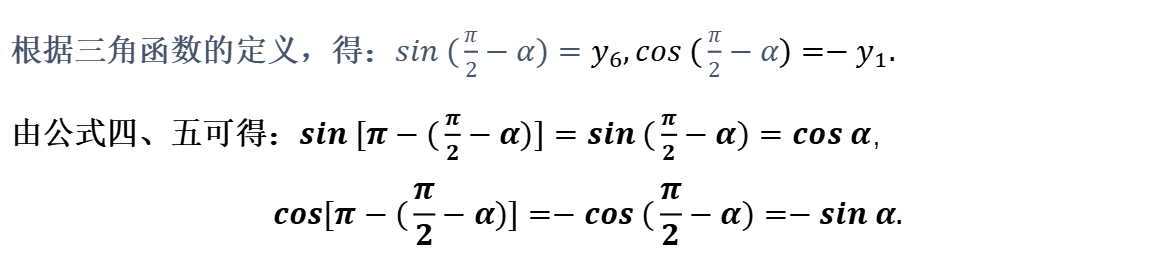 根据三角函数的定义，得：sin (π/2 − α) = y₆, cos (π/2 − α) =− y₁.
由公式四、五可得：sin [π − (π/2 − α)] = sin (π/2 − α) = cos α,
cos[π − (π/2 − α)] =− cos (π/2 − α) =− sin α.